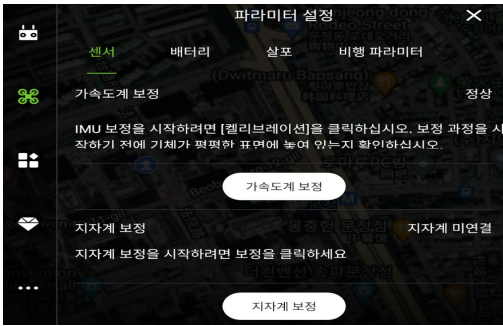 파라미터 설정
센서 배터리 살포 비행 파라미터
가속도계 보정 정상
IMU 보정을 시작하려면 [켈리브레이션]을 클릭하십시오. 보정 과정을 시
작하기 전에 기체가 평평한 표면에 놓여 있는지 확인하십시오.
가속도계 보정
지자계 보정 지자계 미연결
지자계 보정을 시작하려면 보정을 클릭하세요
지자계 보정